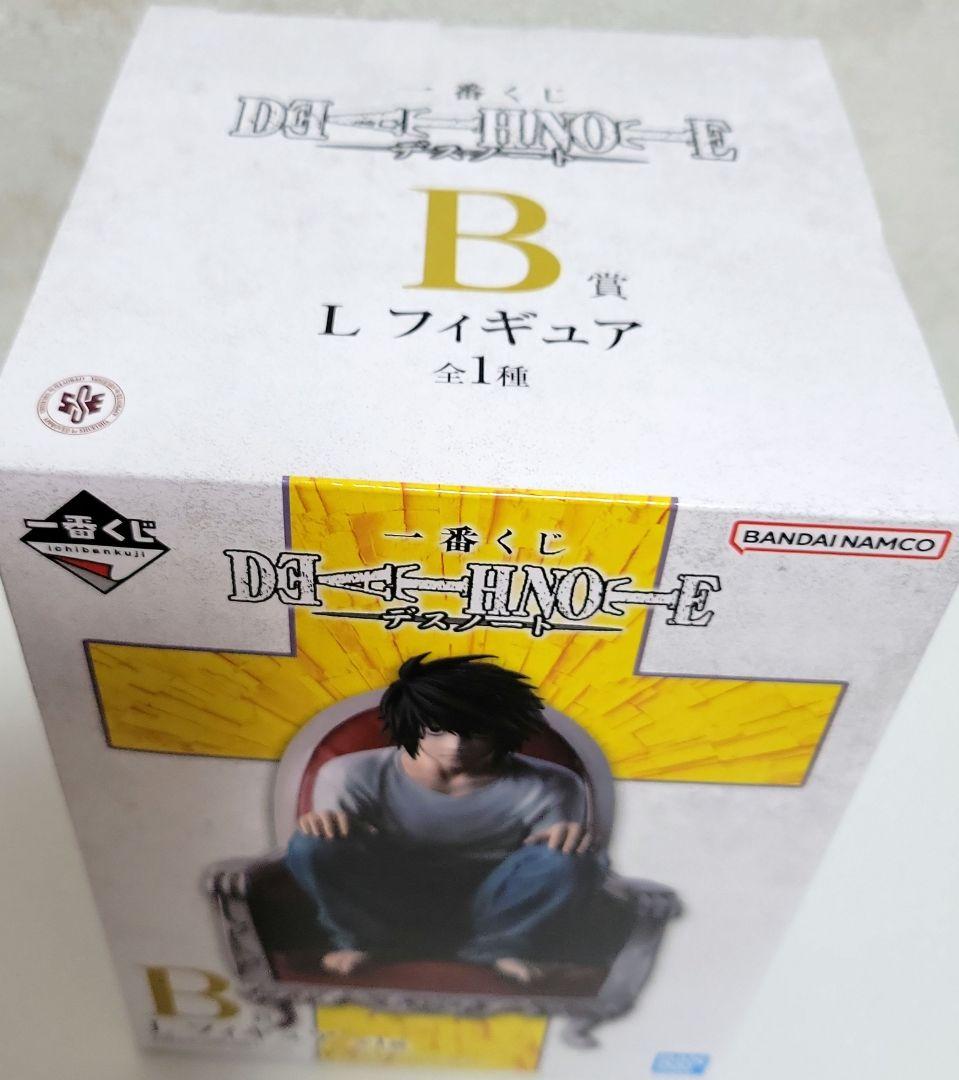 一番くじ
DEATH NOTE
デスノート
B賞
L フィギュア
全1種
一番くじ
ichibankuji
一番くじ
DEATH NOTE
デスノート
BANDAI NAMCO
B